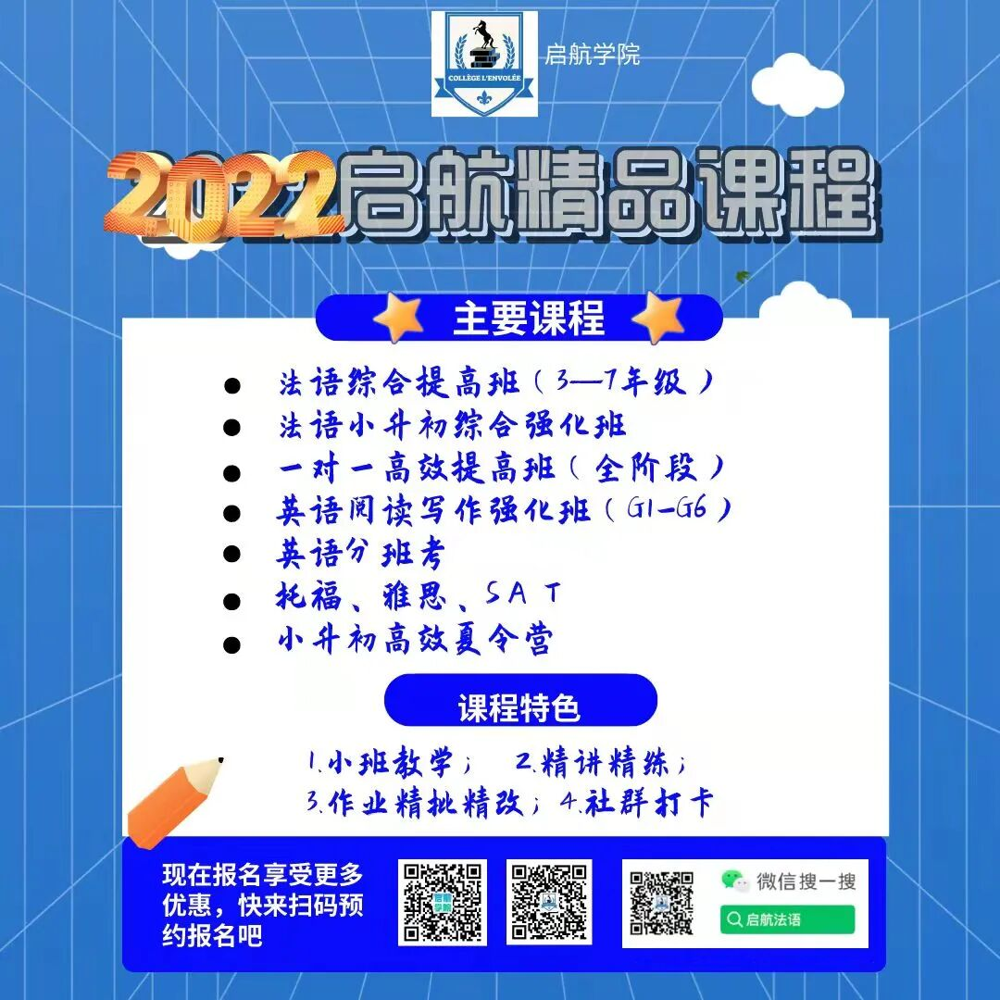 COLLÈGE L'ENVOLÉE
启航学院
2022启航精品课程
主要课程
法语综合提高班（3—7年级）
法语小升初综合强化班
一对一高效提高班（全阶段）
英语阅读写作强化班（G1-G6）
英语分班考
托福、雅思、SAT
小升初高效夏令营
课程特色
1.小班教学； 2.精讲精练；
3.作业精批精改；4.社群打卡
现在报名享受更多
优惠，快来扫码预
约报名吧
启航
学院
微信搜一搜
启航法语